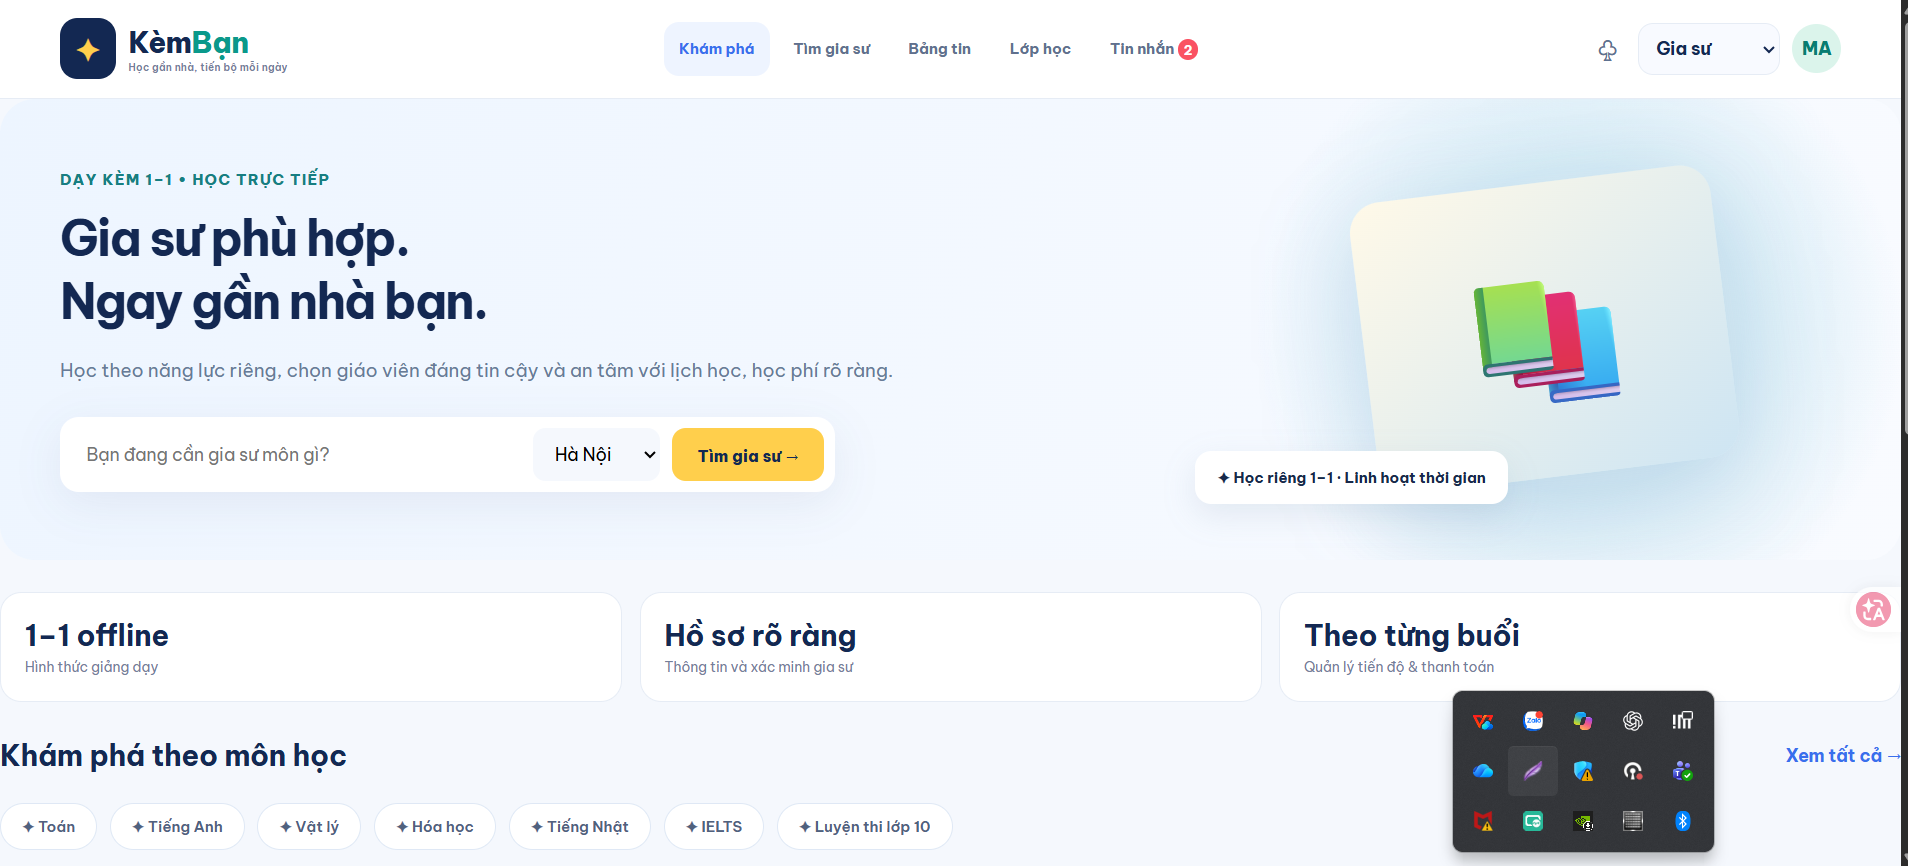 KèmBạn
Học gần nhà, tiến bộ mỗi ngày
Khám phá
Tìm gia sư
Bảng tin
Lớp học
Tin nhắn 2
Gia sư
MA
DẠY KÈM 1–1 • HỌC TRỰC TIẾP
Gia sư phù hợp.
Ngay gần nhà bạn.
Học theo năng lực riêng, chọn giáo viên đáng tin cậy và an tâm với lịch học, học phí rõ ràng.
Bạn đang cần gia sư môn gì?
Hà Nội
Tìm gia sư →
✦ Học riêng 1–1 · Linh hoạt thời gian
1–1 offline
Hình thức giảng dạy
Hồ sơ rõ ràng
Thông tin và xác minh gia sư
Theo từng buổi
Quản lý tiến độ & thanh toán
Khám phá theo môn học
Xem tất cả →
✦ Toán
✦ Tiếng Anh
✦ Vật lý
✦ Hóa học
✦ Tiếng Nhật
✦ IELTS
✦ Luyện thi lớp 10
Zalo